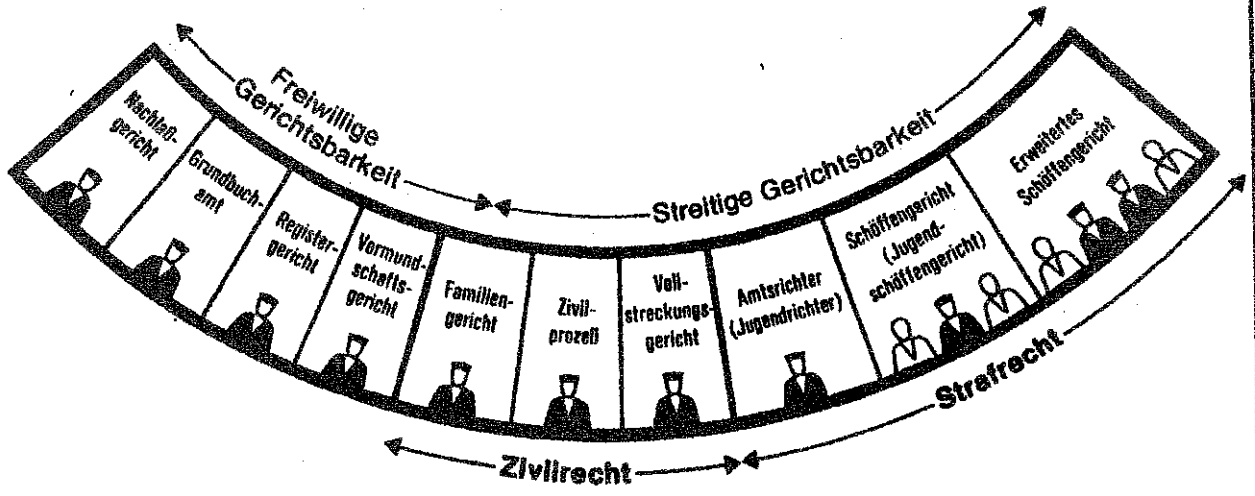 Freiwillige
Gerichtsbarkeit
Streitige Gerichtsbarkeit
Nachlaß-
gericht
Grundbuch-
amt
Register-
gericht
Vormund-
schafts-
gericht
Familien-
gericht
Zivil-
prozeß
Voll-
streckungs-
gericht
Amtsrichter
(Jugendrichter)
Schöffengericht
(Jugend-
schöffengericht)
Erweitertes
Schöffengericht
Zivilrecht
Strafrecht